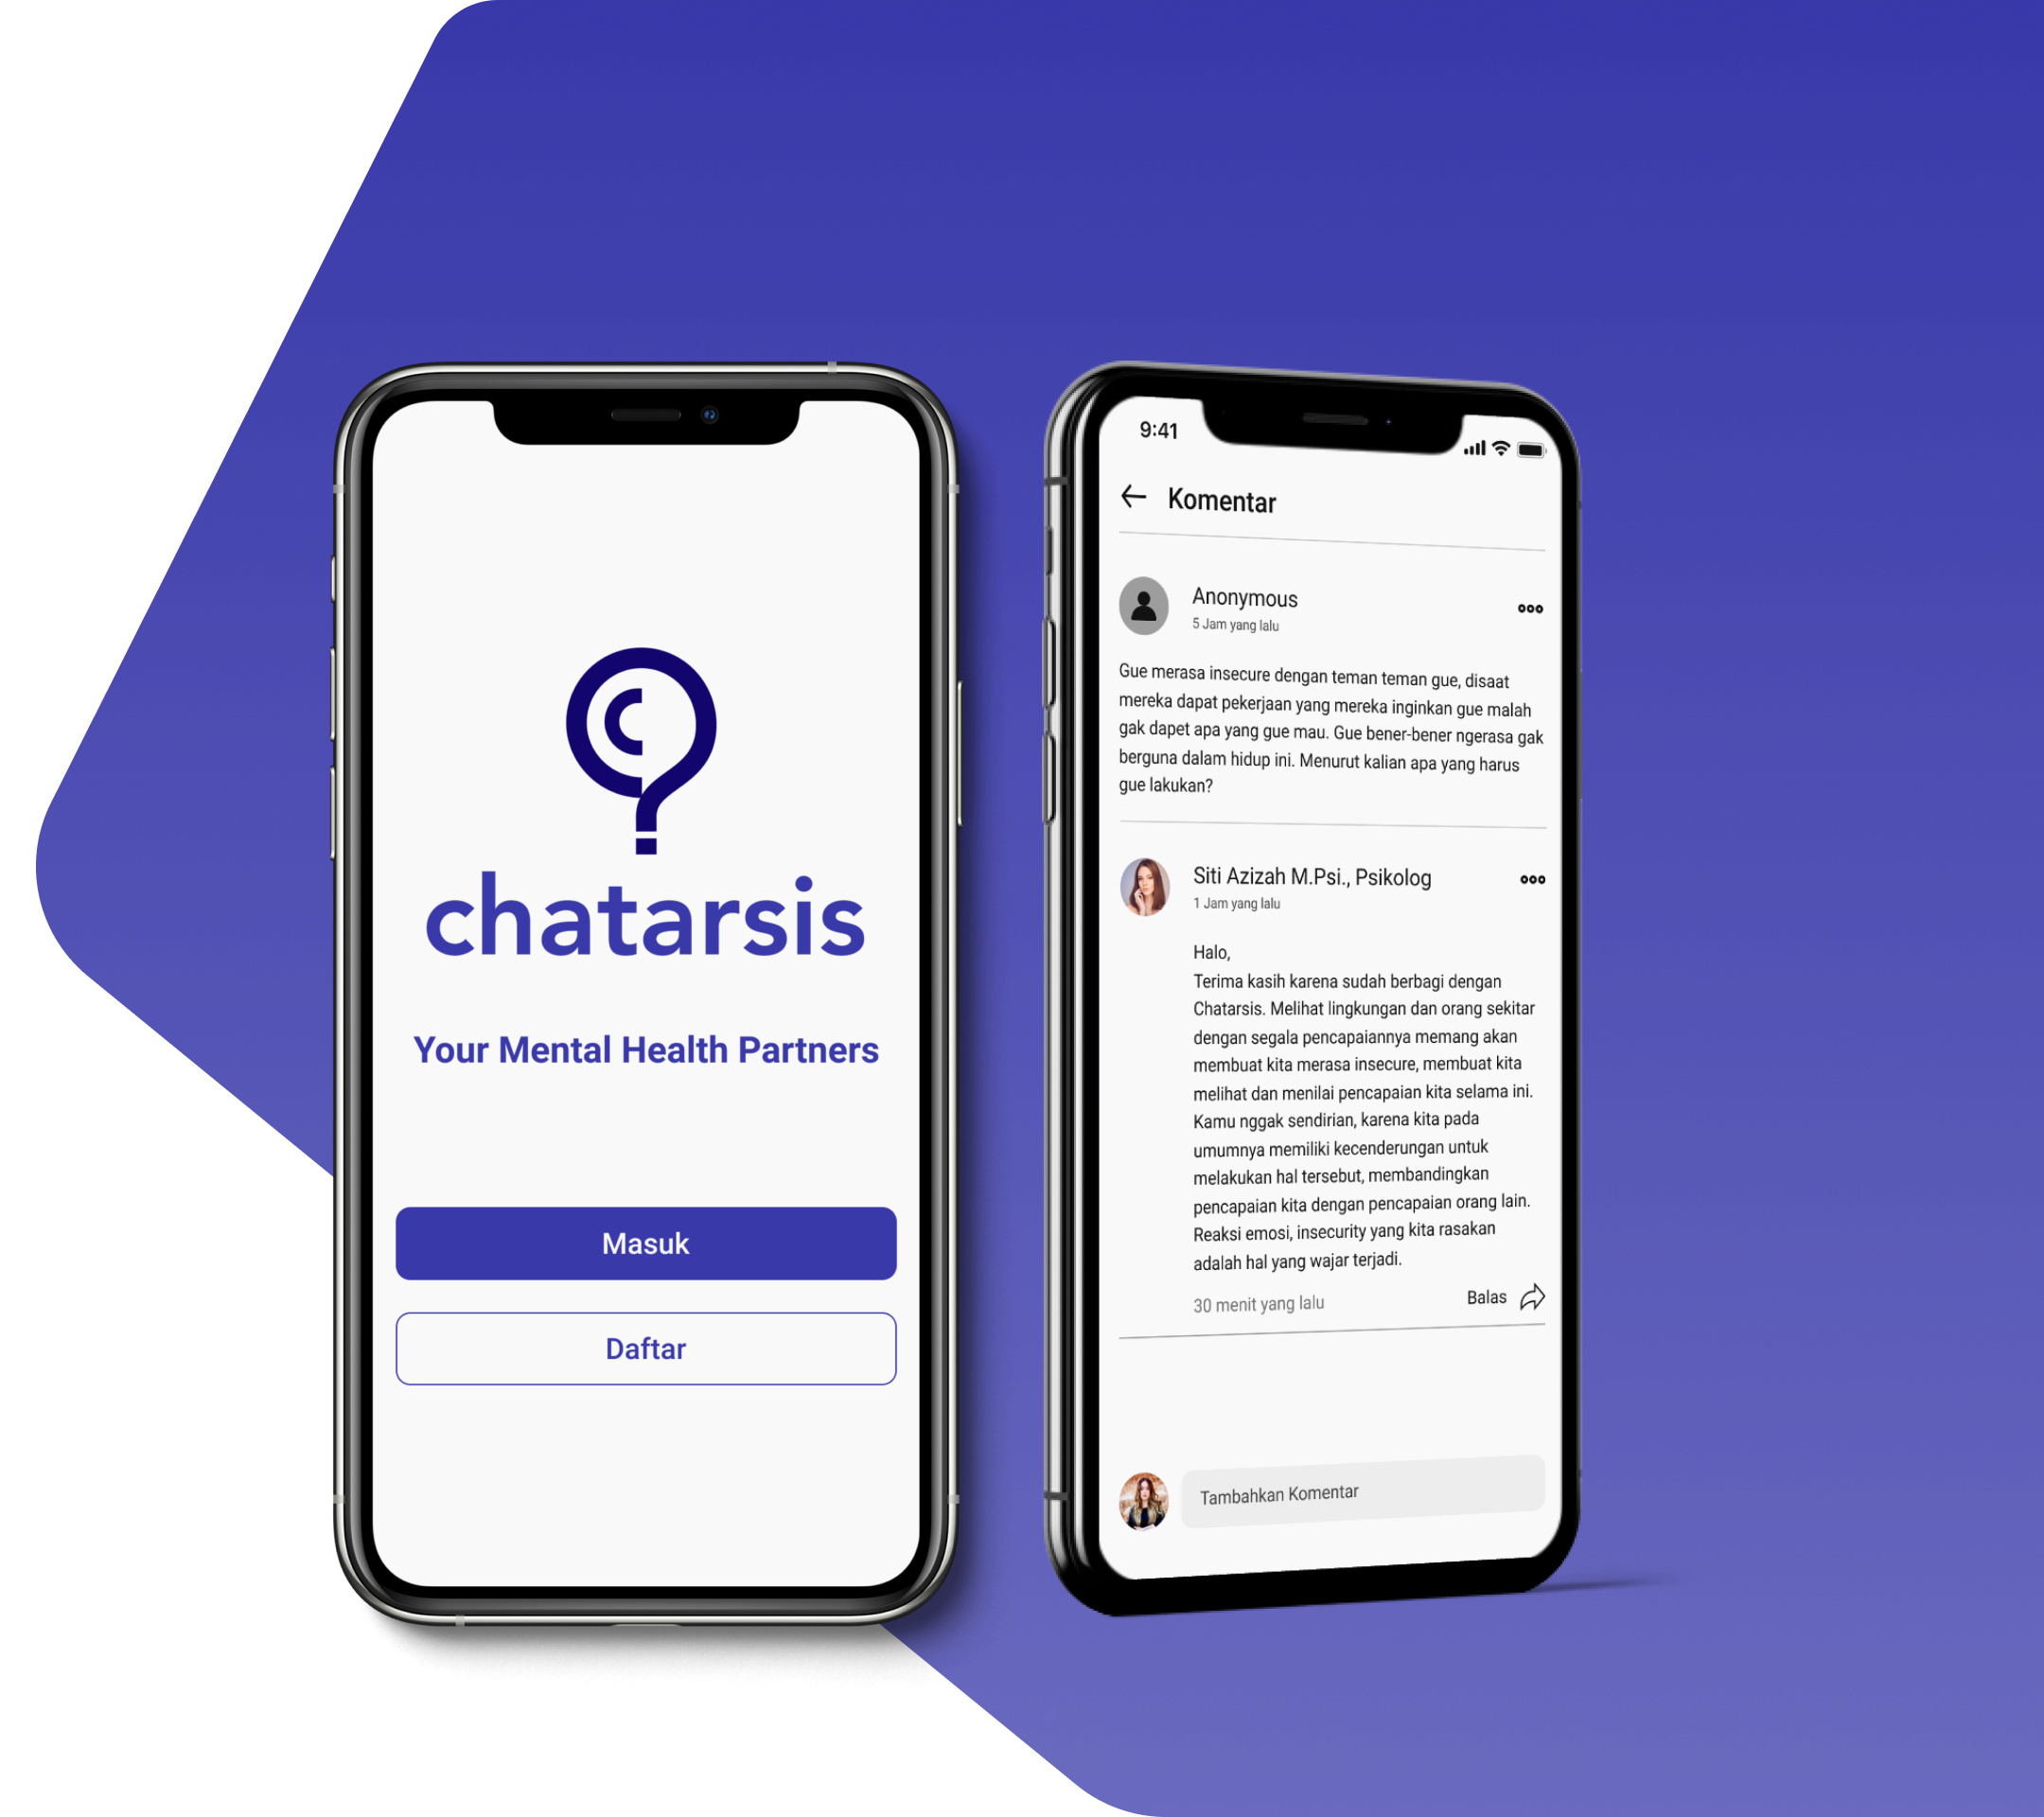 chatarsis
Your Mental Health Partners
Masuk
Daftar
9:41
Komentar
Anonymous
5 Jam yang lalu
Gue merasa insecure dengan teman teman gue, disaat
mereka dapat pekerjaan yang mereka inginkan gue malah
gak dapet apa yang gue mau. Gue bener-bener ngerasa gak
berguna dalam hidup ini. Menurut kalian apa yang harus
gue lakukan?
Siti Azizah M.Psi., Psikolog
1 Jam yang lalu
Halo,
Terima kasih karena sudah berbagi dengan
Chatarsis. Melihat lingkungan dan orang sekitar
dengan segala pencapaiannya memang akan
membuat kita merasa insecure, membuat kita
melihat dan menilai pencapaian kita selama ini.
Kamu nggak sendirian, karena kita pada
umumnya memiliki kecenderungan untuk
melakukan hal tersebut, membandingkan
pencapaian kita dengan pencapaian orang lain.
Reaksi emosi, insecurity yang kita rasakan
adalah hal yang wajar terjadi.
30 menit yang lalu
Balas
Tambahkan Komentar